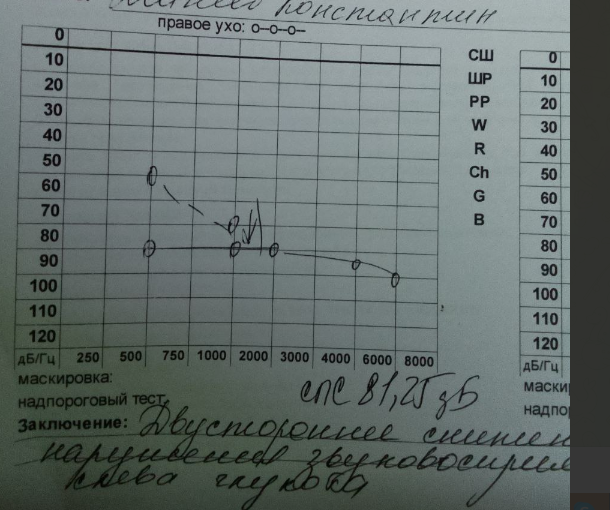 Константин
правое ухо: о–о–о–
0
10
20
30
40
50
60
70
80
90
100
110
120
дБ/Гц 250 500 750 1000 2000 3000 4000 6000 8000
СШ
ШР
РР
W
R
Ch
G
B
0
10
20
30
40
50
60
70
80
90
100
110
120
дБ/Гц
маскировка:
надпороговый тест.
спс 81,25 дБ
маски
надпо
Заключение: Двустороннее снижен
нарушение звуковосприя
слева глухота